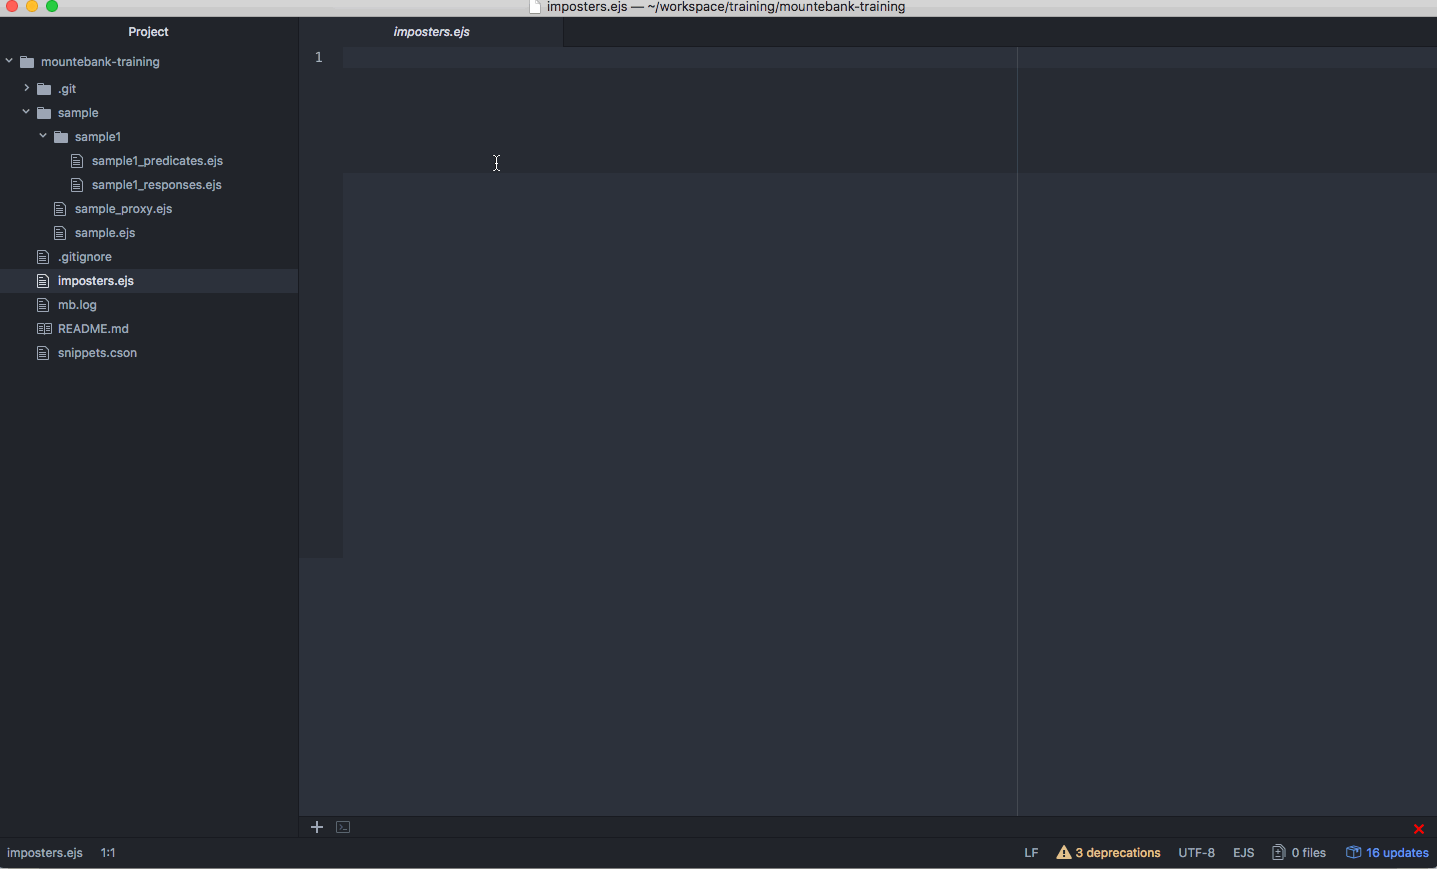 imposters.ejs — ~/workspace/training/mountebank-training
Project
mountebank-training
.git
sample
sample1
sample1_predicates.ejs
sample1_responses.ejs
sample_proxy.ejs
sample.ejs
.gitignore
imposters.ejs
mb.log
README.md
snippets.cson
imposters.ejs
1
imposters.ejs 1:1 LF 3 deprecations UTF-8 EJS 0 files 16 updates